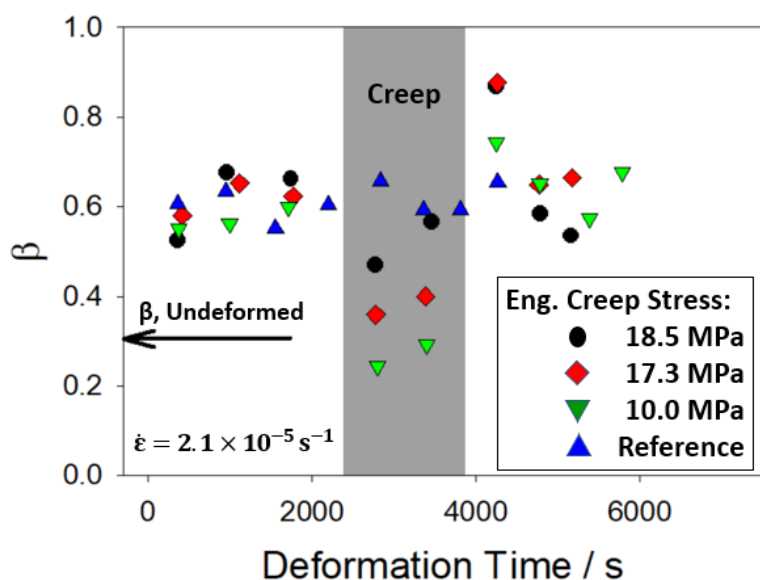 1.0
0.8
0.6
0.4
0.2
0.0
β
Creep
β, Undeformed
ε̇ = 2.1 × 10⁻⁵ s⁻¹
Eng. Creep Stress:
18.5 MPa
17.3 MPa
10.0 MPa
Reference
0 2000 4000 6000
Deformation Time / s